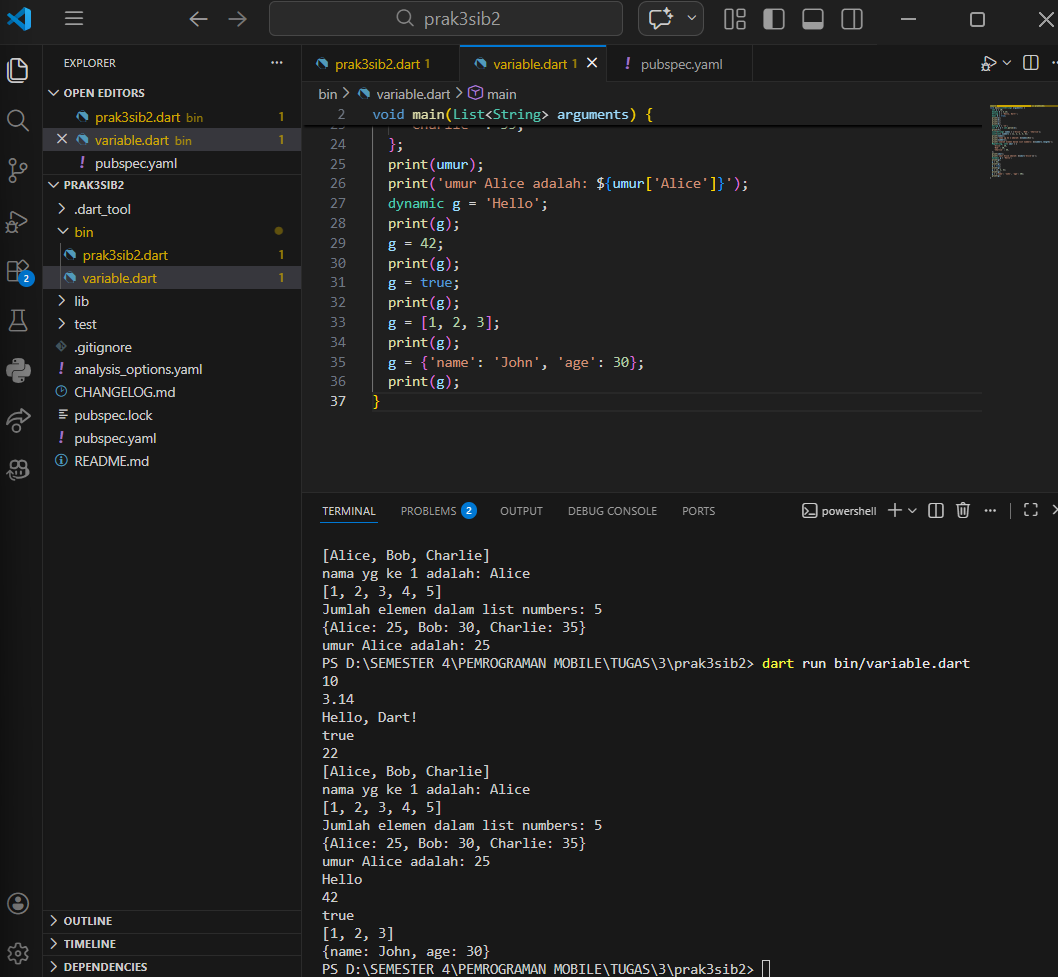 prak3sib2
EXPLORER
OPEN EDITORS
prak3sib2.dart bin 1
variable.dart bin 1
! pubspec.yaml
PRAK3SIB2
.dart_tool
bin
prak3sib2.dart 1
variable.dart 1
lib
test
.gitignore
! analysis_options.yaml
CHANGELOG.md
pubspec.lock
! pubspec.yaml
README.md
2
OUTLINE
TIMELINE
DEPENDENCIES
prak3sib2.dart 1
variable.dart 1
! pubspec.yaml
bin > variable.dart > main
2 void main(List<String> arguments) {
24 };
25 print(umur);
26 print('umur Alice adalah: ${umur['Alice']}');
27 dynamic g = 'Hello';
28 print(g);
29 g = 42;
30 print(g);
31 g = true;
32 print(g);
33 g = [1, 2, 3];
34 print(g);
35 g = {'name': 'John', 'age': 30};
36 print(g);
37 }
TERMINAL PROBLEMS 2 OUTPUT DEBUG CONSOLE PORTS
powershell
[Alice, Bob, Charlie]
nama yg ke 1 adalah: Alice
[1, 2, 3, 4, 5]
Jumlah elemen dalam list numbers: 5
{Alice: 25, Bob: 30, Charlie: 35}
umur Alice adalah: 25
PS D:\SEMESTER 4\PEMROGRAMAN MOBILE\TUGAS\3\prak3sib2> dart run bin/variable.dart
10
3.14
Hello, Dart!
true
22
[Alice, Bob, Charlie]
nama yg ke 1 adalah: Alice
[1, 2, 3, 4, 5]
Jumlah elemen dalam list numbers: 5
{Alice: 25, Bob: 30, Charlie: 35}
umur Alice adalah: 25
Hello
42
true
[1, 2, 3]
{name: John, age: 30}
PS D:\SEMESTER 4\PEMROGRAMAN MOBILE\TUGAS\3\prak3sib2>